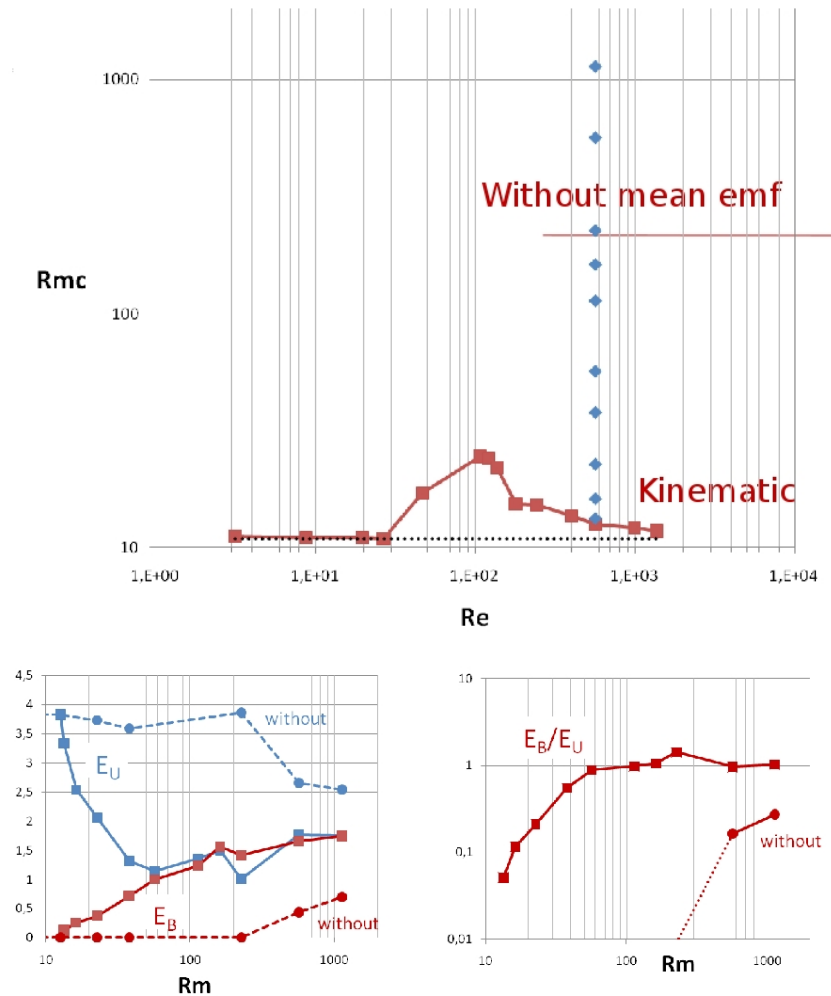 1000
Without mean emf
Rmc
100
Kinematic
10
1,E+00 1,E+01 1,E+02 1,E+03 1,E+04
Re
4,5
4
3,5
3
2,5
2
1,5
1
0,5
0
without
E_U
E_B
without
10 100 1000
Rm
10
1
0,1
0,01
E_B/E_U
without
10 100 1000
Rm